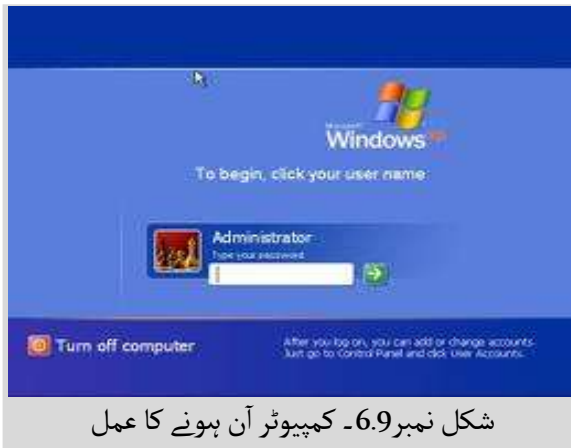 Microsoft
Windows xp
To begin, click your user name
Administrator
Type your password
Turn off computer
After you log on, you can add or change accounts.
Just go to Control Panel and click User Accounts.
شکل نمبر6.9۔ کمپیوٹر آن ہونے کا عمل